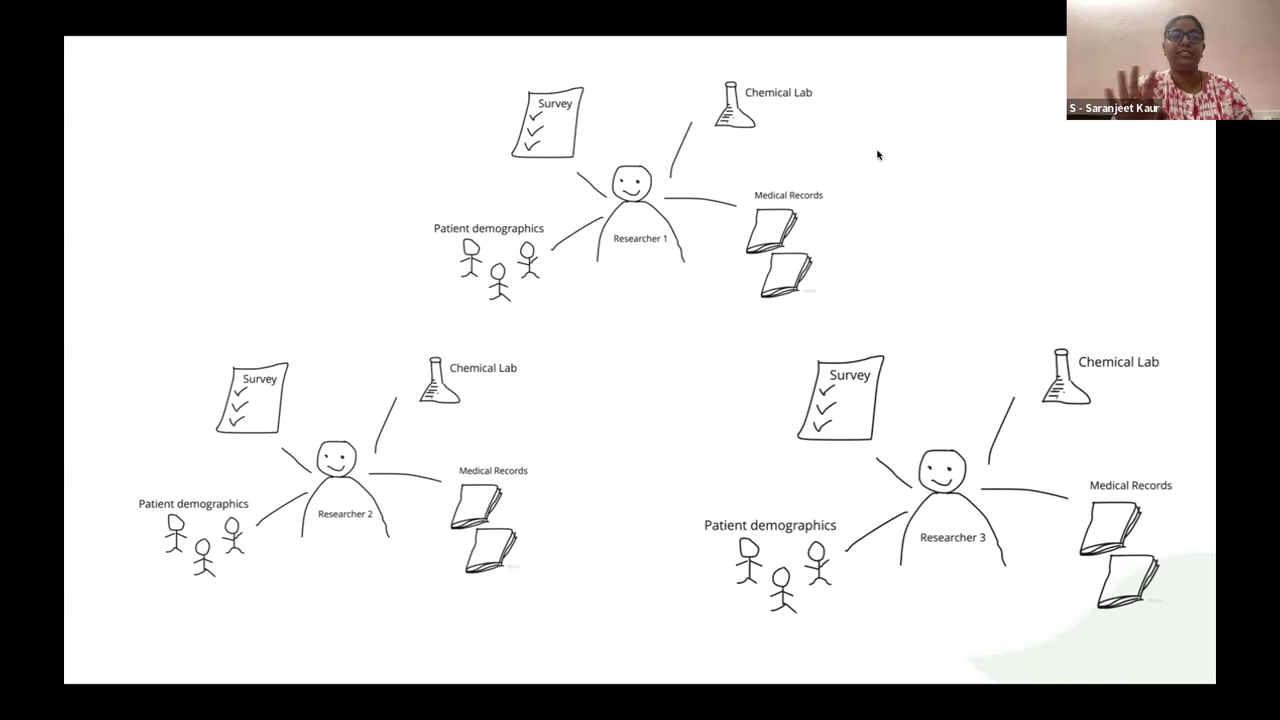 S - Saranjeet Kaur
Survey
Chemical Lab
Medical Records
Patient demographics
Researcher 1
Survey
Chemical Lab
Medical Records
Patient demographics
Researcher 2
Survey
Chemical Lab
Medical Records
Patient demographics
Researcher 3